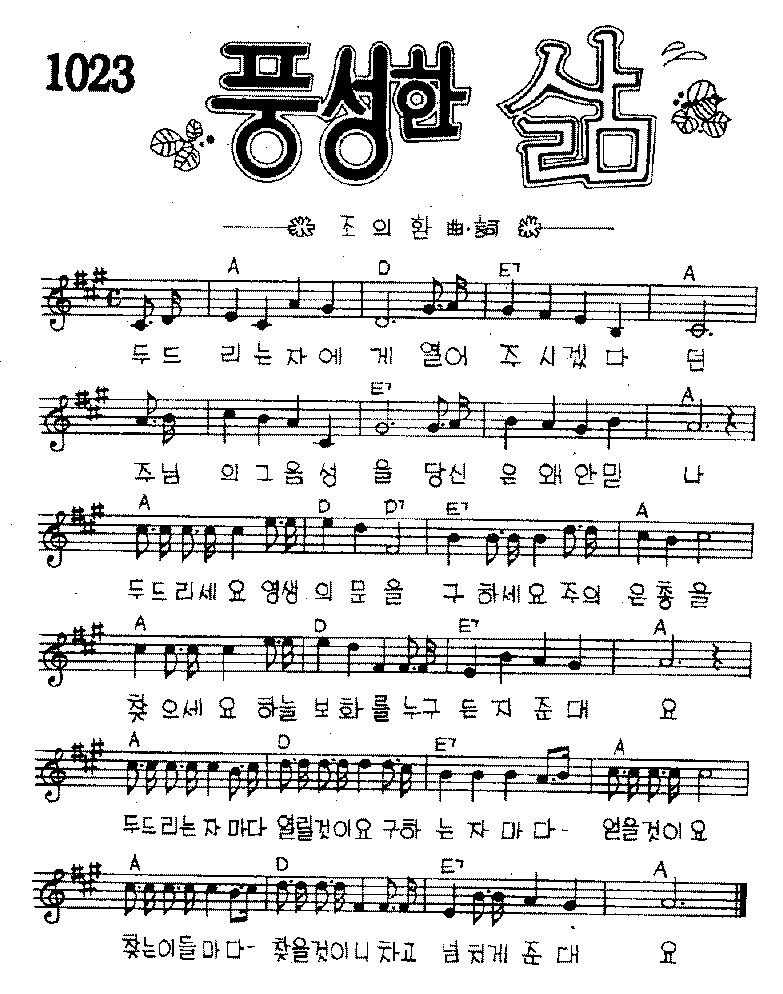 1023
풍성한 삶
조의환 曲·詞
A D E7 A
두드 리는자에 게 열어 주시겠다 던
E7 A
주님 의그음성 을 당신 은왜안믿 나
A D D7 E7 A
두드리세요 영생 의문을 구하세요 주의 은총을
A D E7 A
찾으세요 하늘 보화를 누구 든지준대 요
A D E7 A
두드리는자마다 열릴것이요 구하 는자마다- 얻을것이요
A D E7 A
찾는이들마다- 찾을것이니 차고 넘치게준대 요